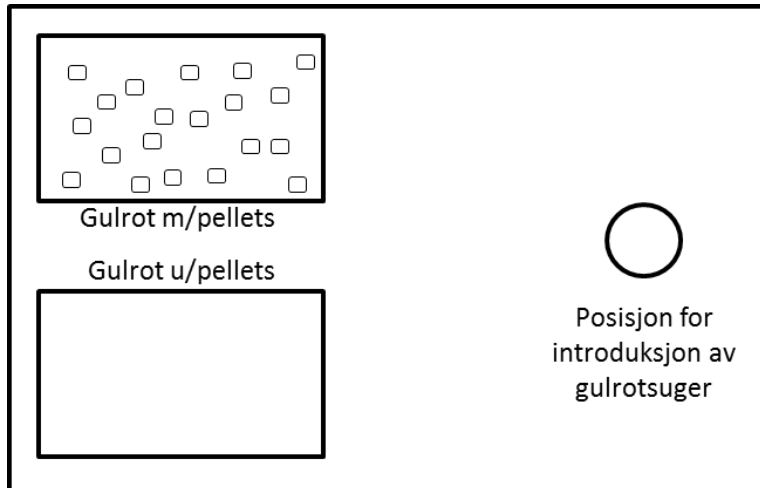 Gulrot m/pellets
Gulrot u/pellets
Posisjon for
introduksjon av
gulrotsuger